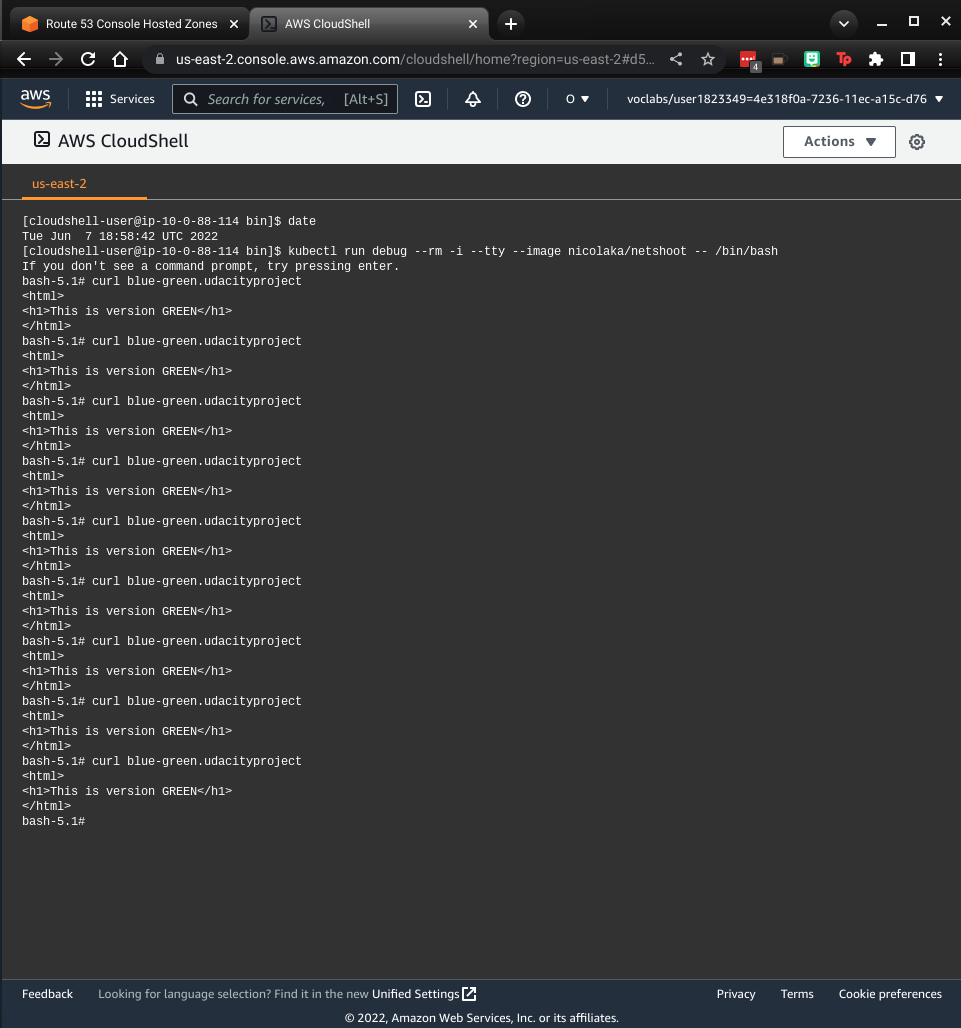 Route 53 Console Hosted Zones
AWS CloudShell
us-east-2.console.aws.amazon.com/cloudshell/home?region=us-east-2#d5...
4
Tp
aws
Services
Search for services, [Alt+S]
O
voclabs/user1823349=4e318f0a-7236-11ec-a15c-d76
AWS CloudShell
Actions
us-east-2
[cloudshell-user@ip-10-0-88-114 bin]$ date
Tue Jun  7 18:58:42 UTC 2022
[cloudshell-user@ip-10-0-88-114 bin]$ kubectl run debug --rm -i --tty --image nicolaka/netshoot -- /bin/bash
If you don't see a command prompt, try pressing enter.
bash-5.1# curl blue-green.udacityproject
<html>
<h1>This is version GREEN</h1>
</html>
bash-5.1# curl blue-green.udacityproject
<html>
<h1>This is version GREEN</h1>
</html>
bash-5.1# curl blue-green.udacityproject
<html>
<h1>This is version GREEN</h1>
</html>
bash-5.1# curl blue-green.udacityproject
<html>
<h1>This is version GREEN</h1>
</html>
bash-5.1# curl blue-green.udacityproject
<html>
<h1>This is version GREEN</h1>
</html>
bash-5.1# curl blue-green.udacityproject
<html>
<h1>This is version GREEN</h1>
</html>
bash-5.1# curl blue-green.udacityproject
<html>
<h1>This is version GREEN</h1>
</html>
bash-5.1# curl blue-green.udacityproject
<html>
<h1>This is version GREEN</h1>
</html>
bash-5.1# curl blue-green.udacityproject
<html>
<h1>This is version GREEN</h1>
</html>
bash-5.1#
Feedback
Looking for language selection? Find it in the new Unified Settings
Privacy
Terms
Cookie preferences
© 2022, Amazon Web Services, Inc. or its affiliates.